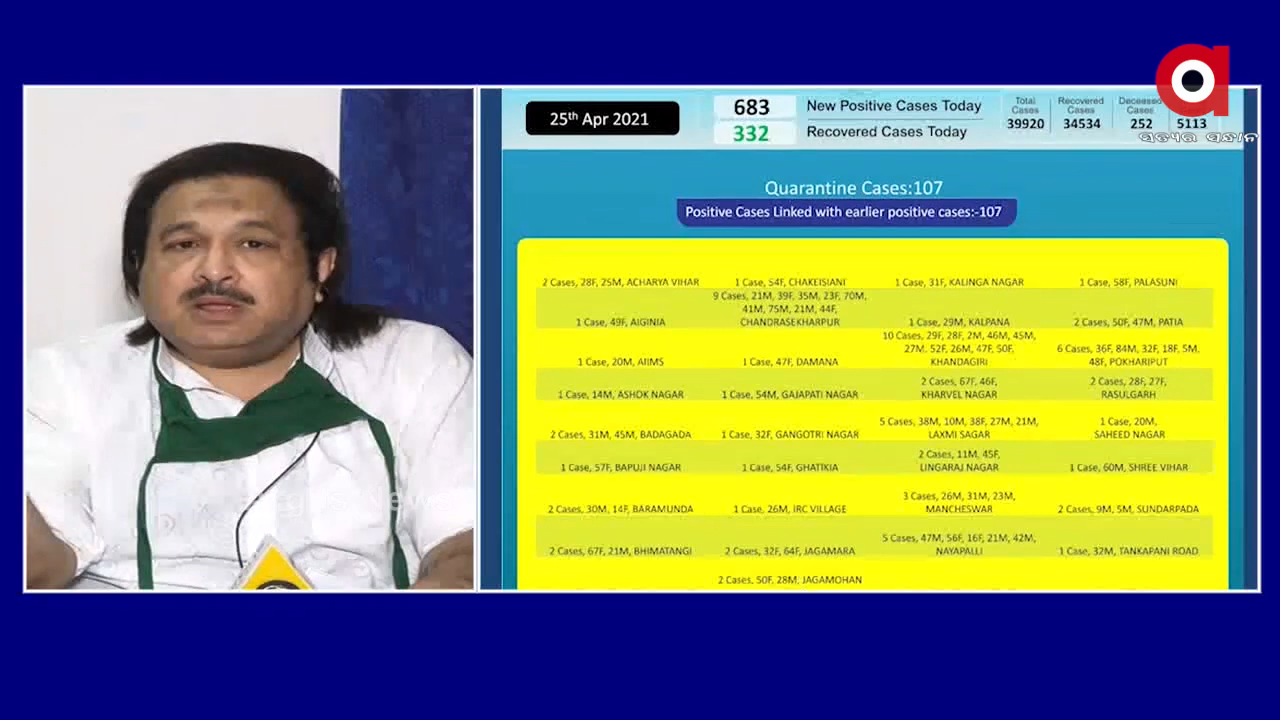 25th Apr 2021
683 New Positive Cases Today
332 Recovered Cases Today
Total Cases 39920
Recovered Cases 34534
Deceased Cases 252
5113
ସତ୍ୟର ସନ୍ଧାନ
Quarantine Cases:107
Positive Cases Linked with earlier positive cases:-107
2 Cases, 28F, 25M, ACHARYA VIHAR
1 Case, 54F, CHAKEISIANI
1 Case, 31F, KALINGA NAGAR
1 Case, 58F, PALASUNI
1 Case, 49F, AIGINIA
9 Cases, 21M, 39F, 35M, 23F, 70M,
41M, 75M, 21M, 44F,
CHANDRASEKHARPUR
1 Case, 29M, KALPANA
2 Cases, 50F, 47M, PATIA
1 Case, 20M, AIIMS
1 Case, 47F, DAMANA
10 Cases, 29F, 28F, 2M, 46M, 45M,
27M, 52F, 26M, 47F, 50F,
KHANDAGIRI
6 Cases, 36F, 84M, 32F, 18F, 5M,
48F, POKHARIPUT
1 Case, 14M, ASHOK NAGAR
1 Case, 54M, GAJAPATI NAGAR
2 Cases, 67F, 46F,
KHARVEL NAGAR
2 Cases, 28F, 27F,
RASULGARH
2 Cases, 31M, 45M, BADAGADA
1 Case, 32F, GANGOTRI NAGAR
5 Cases, 38M, 10M, 38F, 27M, 21M,
LAXMI SAGAR
1 Case, 20M,
SAHEED NAGAR
1 Case, 57F, BAPUJI NAGAR
1 Case, 54F, GHATIKIA
2 Cases, 11M, 45F,
LINGARAJ NAGAR
1 Case, 60M, SHREE VIHAR
2 Cases, 30M, 14F, BARAMUNDA
1 Case, 26M, IRC VILLAGE
3 Cases, 26M, 31M, 23M,
MANCHESWAR
2 Cases, 9M, 5M, SUNDARPADA
2 Cases, 67F, 21M, BHIMATANGI
2 Cases, 32F, 64F, JAGAMARA
5 Cases, 47M, 56F, 16F, 21M, 42M,
NAYAPALLI
1 Case, 32M, TANKAPANI ROAD
2 Cases, 50F, 28M, JAGAMOHAN